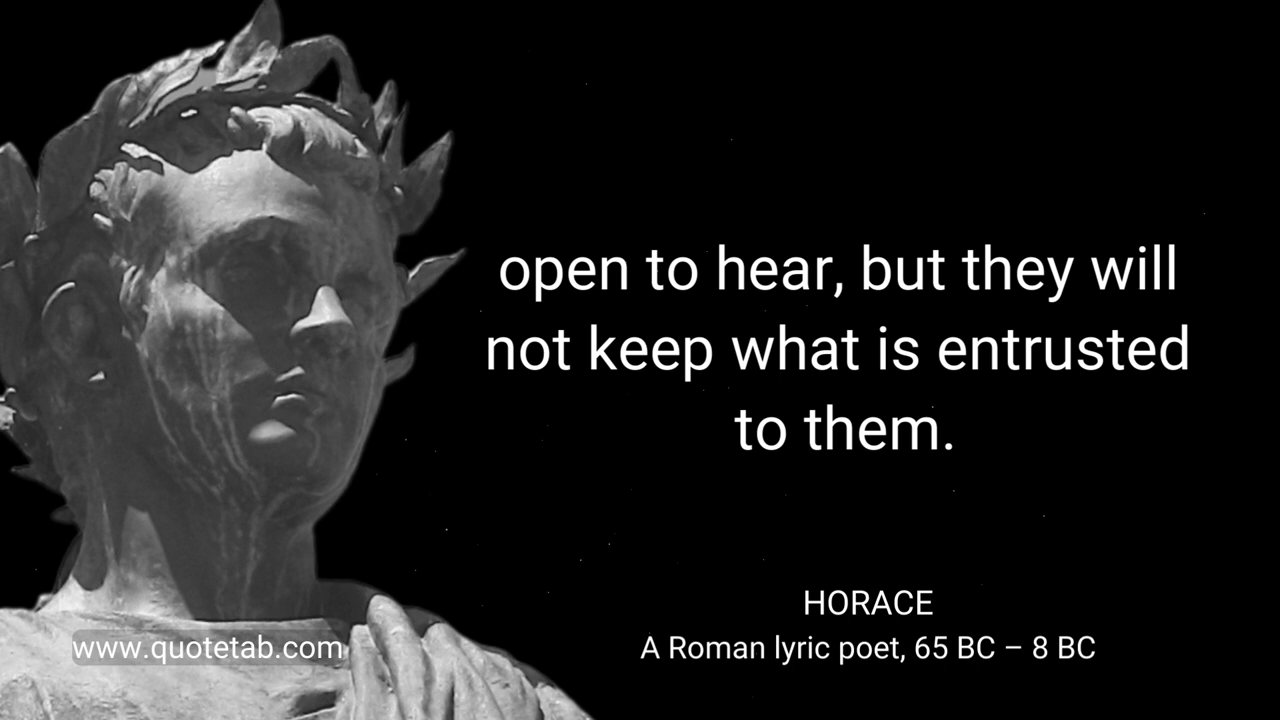 open to hear, but they will
not keep what is entrusted
to them.
HORACE
A Roman lyric poet, 65 BC – 8 BC
www.quotetab.com